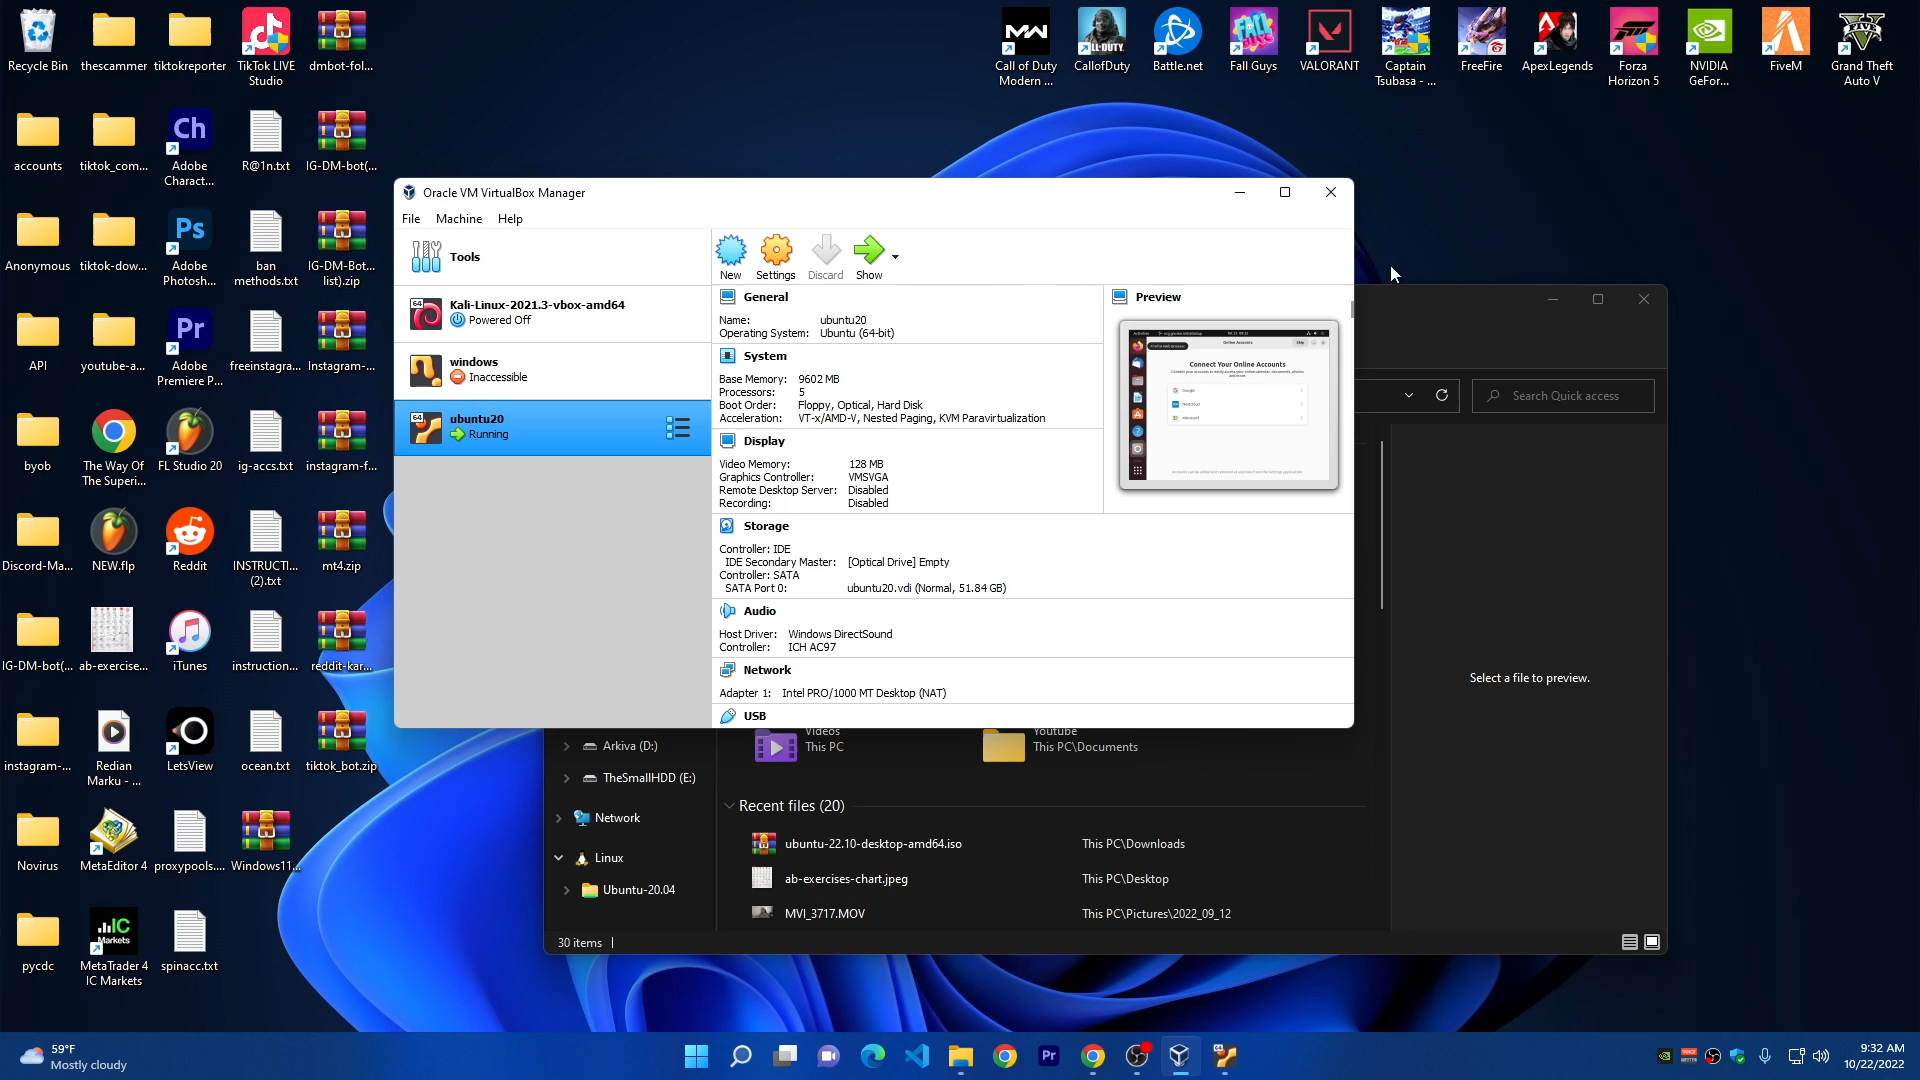 Recycle Bin
thescammer
tiktokreporter
TikTok LIVE
Studio
dmbot-fol...
Call of Duty
Modern ...
CallofDuty
Battle.net
Fall Guys
VALORANT
Captain
Tsubasa - ...
FreeFire
ApexLegends
Forza
Horizon 5
NVIDIA
GeFor...
FiveM
Grand Theft
Auto V
accounts
tiktok_com...
Adobe
Charact...
R@1n.txt
IG-DM-bot(...
Anonymous
tiktok-dow...
Adobe
Photosh...
ban
methods.txt
IG-DM-Bot...
list).zip
API
youtube-a...
Adobe
Premiere P...
freeinstagra...
Instagram-...
byob
The Way Of
The Superi...
FL Studio 20
ig-accs.txt
instagram-f...
Discord-Ma...
NEW.flp
Reddit
INSTRUCTI...
(2).txt
mt4.zip
IG-DM-bot(...
ab-exercise...
iTunes
instruction...
reddit-kar...
instagram-...
Redian
Marku - ...
LetsView
ocean.txt
tiktok_bot.zip
Novirus
MetaEditor 4
proxypools....
Windows11...
pycdc
MetaTrader 4
IC Markets
spinacc.txt
Oracle VM VirtualBox Manager
File Machine Help
Tools
New Settings Discard Show
Kali-Linux-2021.3-vbox-amd64
Powered Off
windows
Inaccessible
ubuntu20
Running
General
Name: ubuntu20
Operating System: Ubuntu (64-bit)
System
Base Memory: 9602 MB
Processors: 5
Boot Order: Floppy, Optical, Hard Disk
Acceleration: VT-x/AMD-V, Nested Paging, KVM Paravirtualization
Display
Video Memory: 128 MB
Graphics Controller: VMSVGA
Remote Desktop Server: Disabled
Recording: Disabled
Storage
Controller: IDE
IDE Secondary Master: [Optical Drive] Empty
Controller: SATA
SATA Port 0: ubuntu20.vdi (Normal, 51.84 GB)
Audio
Host Driver: Windows DirectSound
Controller: ICH AC97
Network
Adapter 1: Intel PRO/1000 MT Desktop (NAT)
USB
Preview
Online Accounts
Connect Your Online Accounts
Google
Nextcloud
Microsoft
Search Quick access
Select a file to preview.
Arkiva (D:)
TheSmallHDD (E:)
Network
Linux
Ubuntu-20.04
Videos
This PC
Youtube
This PC\Documents
Recent files (20)
ubuntu-22.10-desktop-amd64.iso This PC\Downloads
ab-exercises-chart.jpeg This PC\Desktop
MVI_3717.MOV This PC\Pictures\2022_09_12
30 items
59°F
Mostly cloudy
9:32 AM
10/22/2022